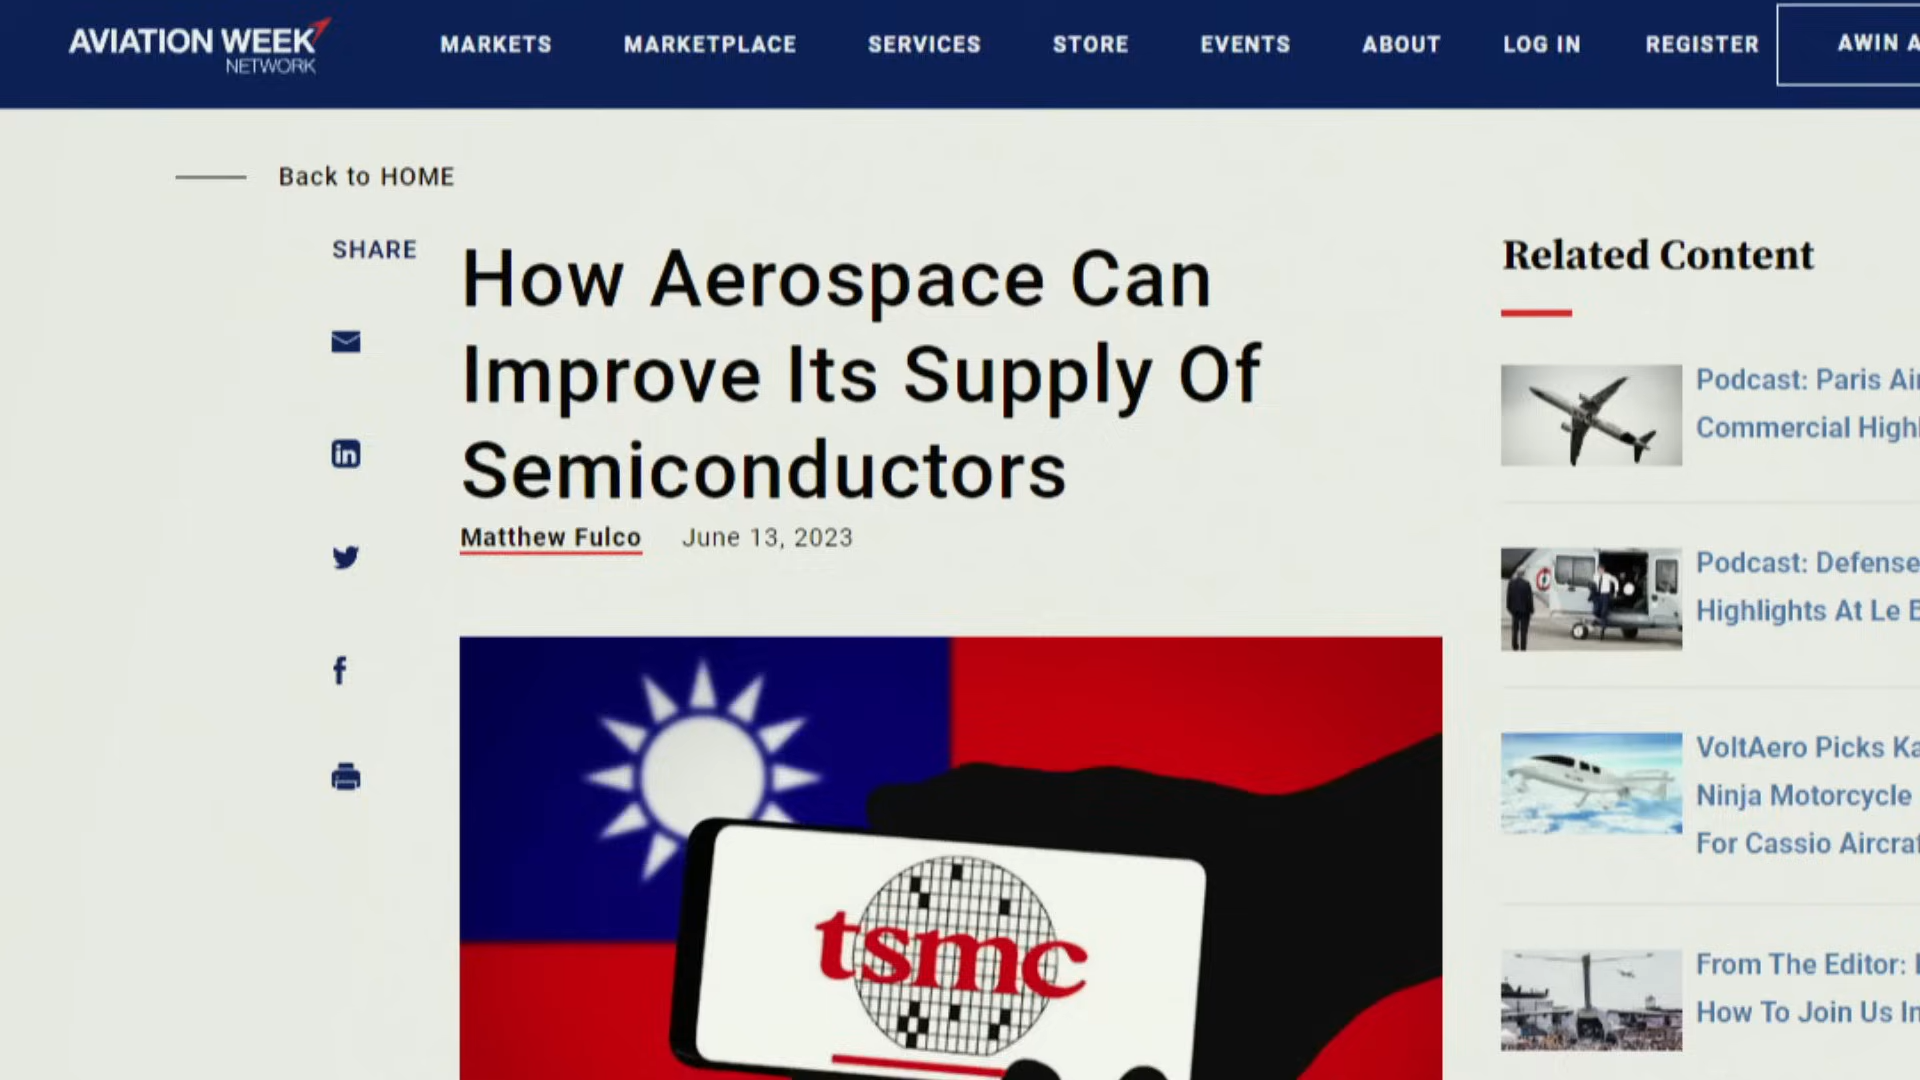 AVIATION WEEK
NETWORK
MARKETS
MARKETPLACE
SERVICES
STORE
EVENTS
ABOUT
LOG IN
REGISTER
AWIN
Back to HOME
SHARE
How Aerospace Can
Improve Its Supply Of
Semiconductors
Matthew Fulco
June 13, 2023
tsmc
Related Content
Podcast: Paris
Commercial
Podcast: Defense
Highlights At Le
VoltAero Picks
Ninja Motorcycle
For Cassio
From The Editor:
How To Join Us